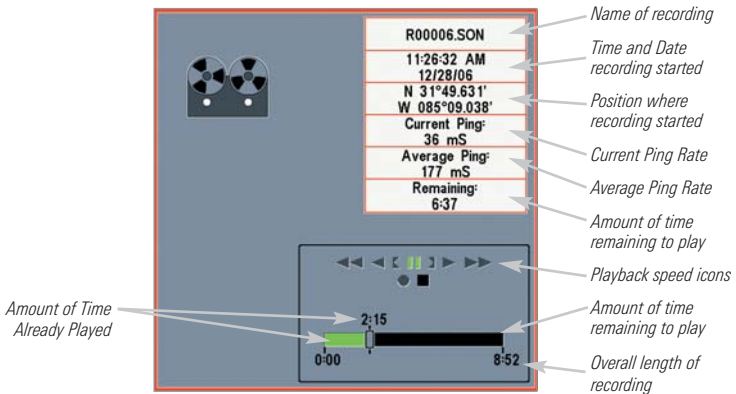 R00006.SON
11:26:32 AM
12/28/06
N 31°49.631'
W 085°09.038'
Current Ping:
36 mS
Average Ping:
177 mS
Remaining:
6:37
Name of recording
Time and Date
recording started
Position where
recording started
Current Ping Rate
Average Ping Rate
Amount of time
remaining to play
Playback speed icons
Amount of Time
Already Played
2:15
0:00
8:52
Amount of time
remaining to play
Overall length of
recording